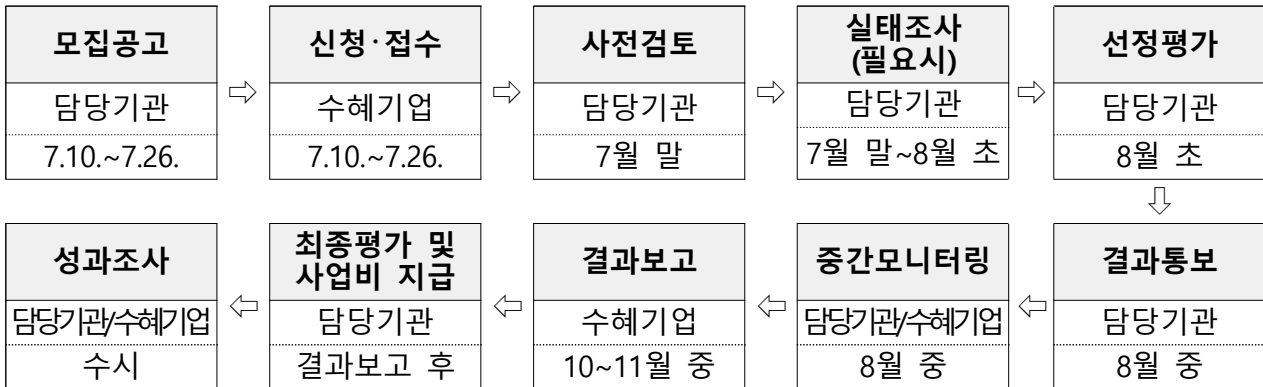 모집공고
담당기관
7.10.~7.26.
신청·접수
수혜기업
7.10.~7.26.
사전검토
담당기관
7월 말
실태조사
(필요시)
담당기관
7월 말~8월 초
선정평가
담당기관
8월 초
결과통보
담당기관
8월 중
중간모니터링
담당기관/수혜기업
8월 중
결과보고
수혜기업
10~11월 중
최종평가 및
사업비 지급
담당기관
결과보고 후
성과조사
담당기관/수혜기업
수시